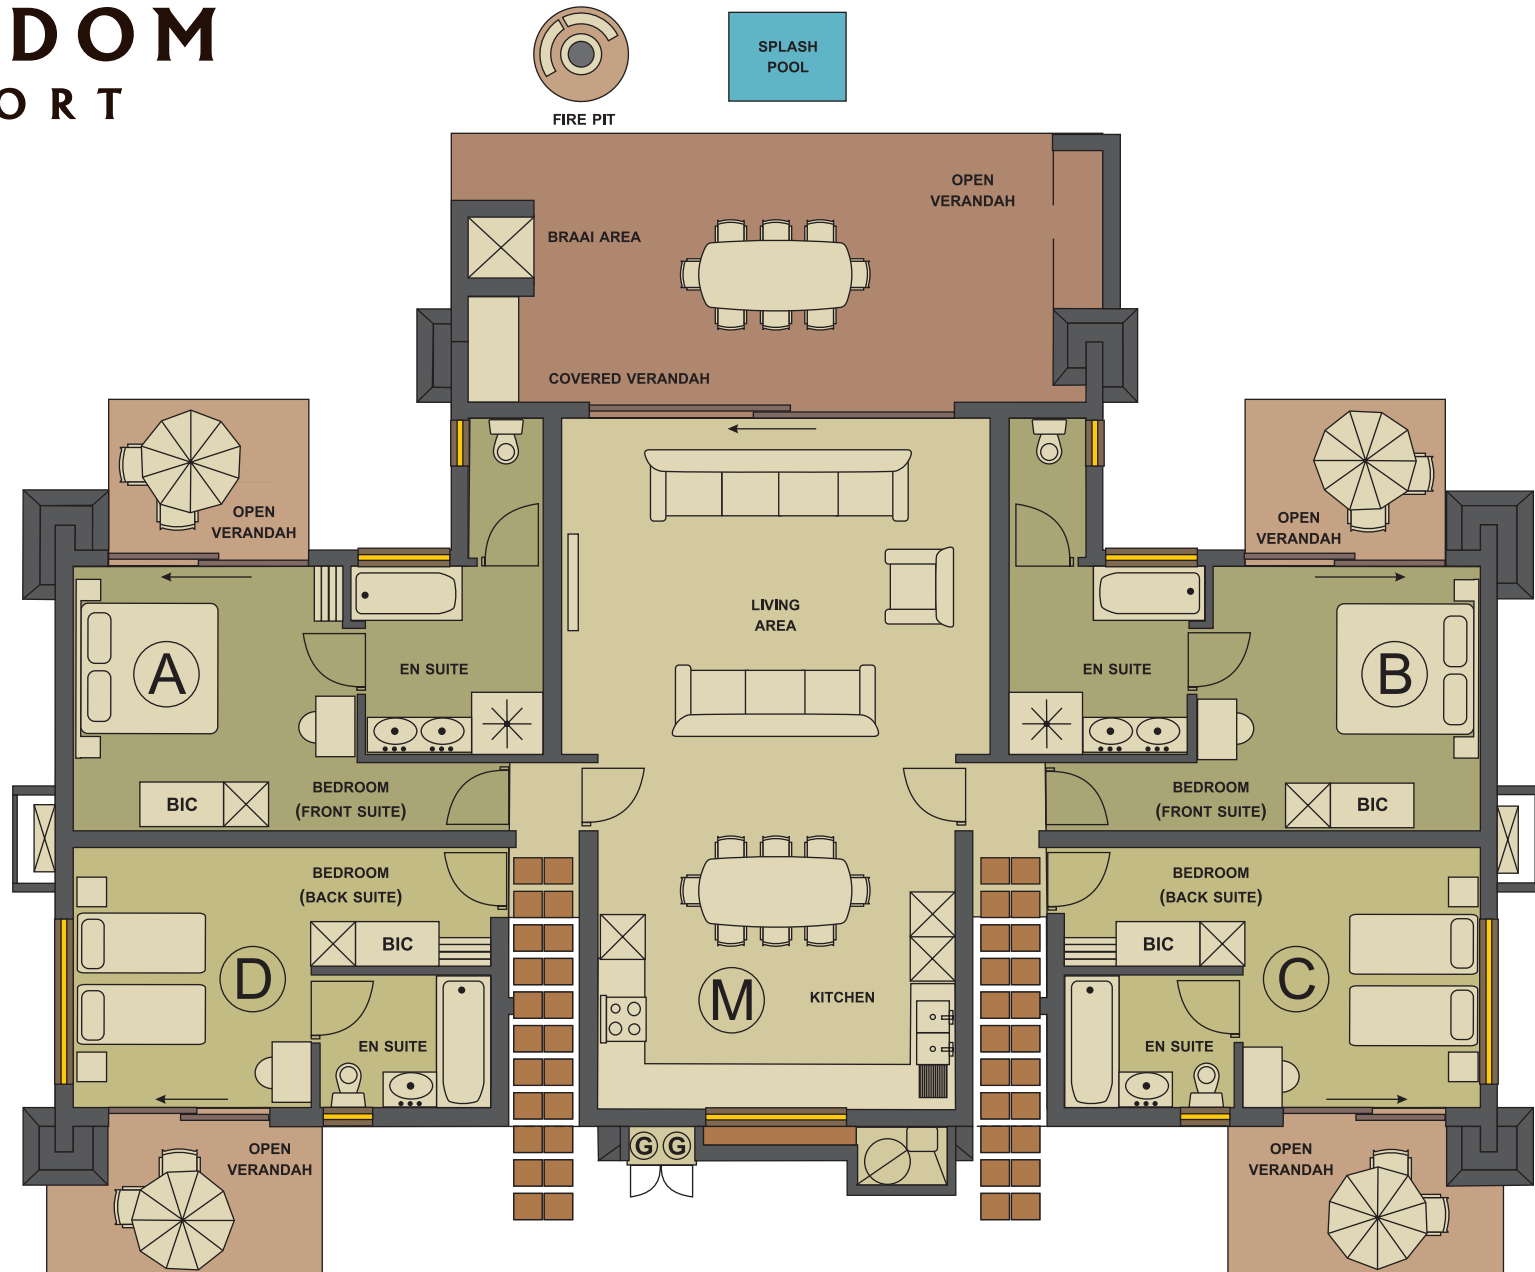 DOM
ORT
FIRE PIT
SPLASH
POOL
OPEN
VERANDAH
BRAAI AREA
COVERED VERANDAH
OPEN
VERANDAH
OPEN
VERANDAH
LIVING
AREA
EN SUITE
EN SUITE
A
B
BIC
BEDROOM
(FRONT SUITE)
BEDROOM
(FRONT SUITE)
BIC
BEDROOM
(BACK SUITE)
BEDROOM
(BACK SUITE)
BIC
BIC
D
M
KITCHEN
C
EN SUITE
EN SUITE
G G
OPEN
VERANDAH
OPEN
VERANDAH